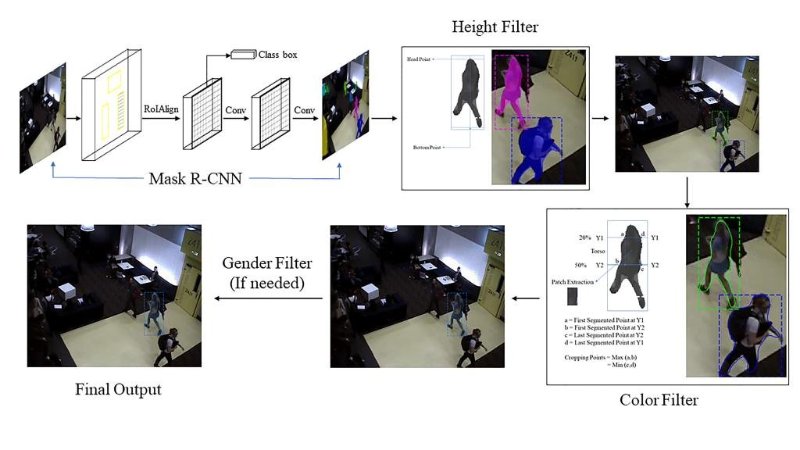 Height Filter
Class box
RoIAlign
Conv
Conv
Mask R-CNN
Head Point
Bottom Point
20%
Y1
a
d
Y1
Torso
50%
Y2
b
c
Y2
Patch Extraction
a = First Segmented Point at Y1
b = First Segmented Point at Y2
c = Last Segmented Point at Y2
d = Last Segmented Point at Y1
Cropping Points = Max (a,b)
= Min (c,d)
Color Filter
Gender Filter
(If needed)
Final Output